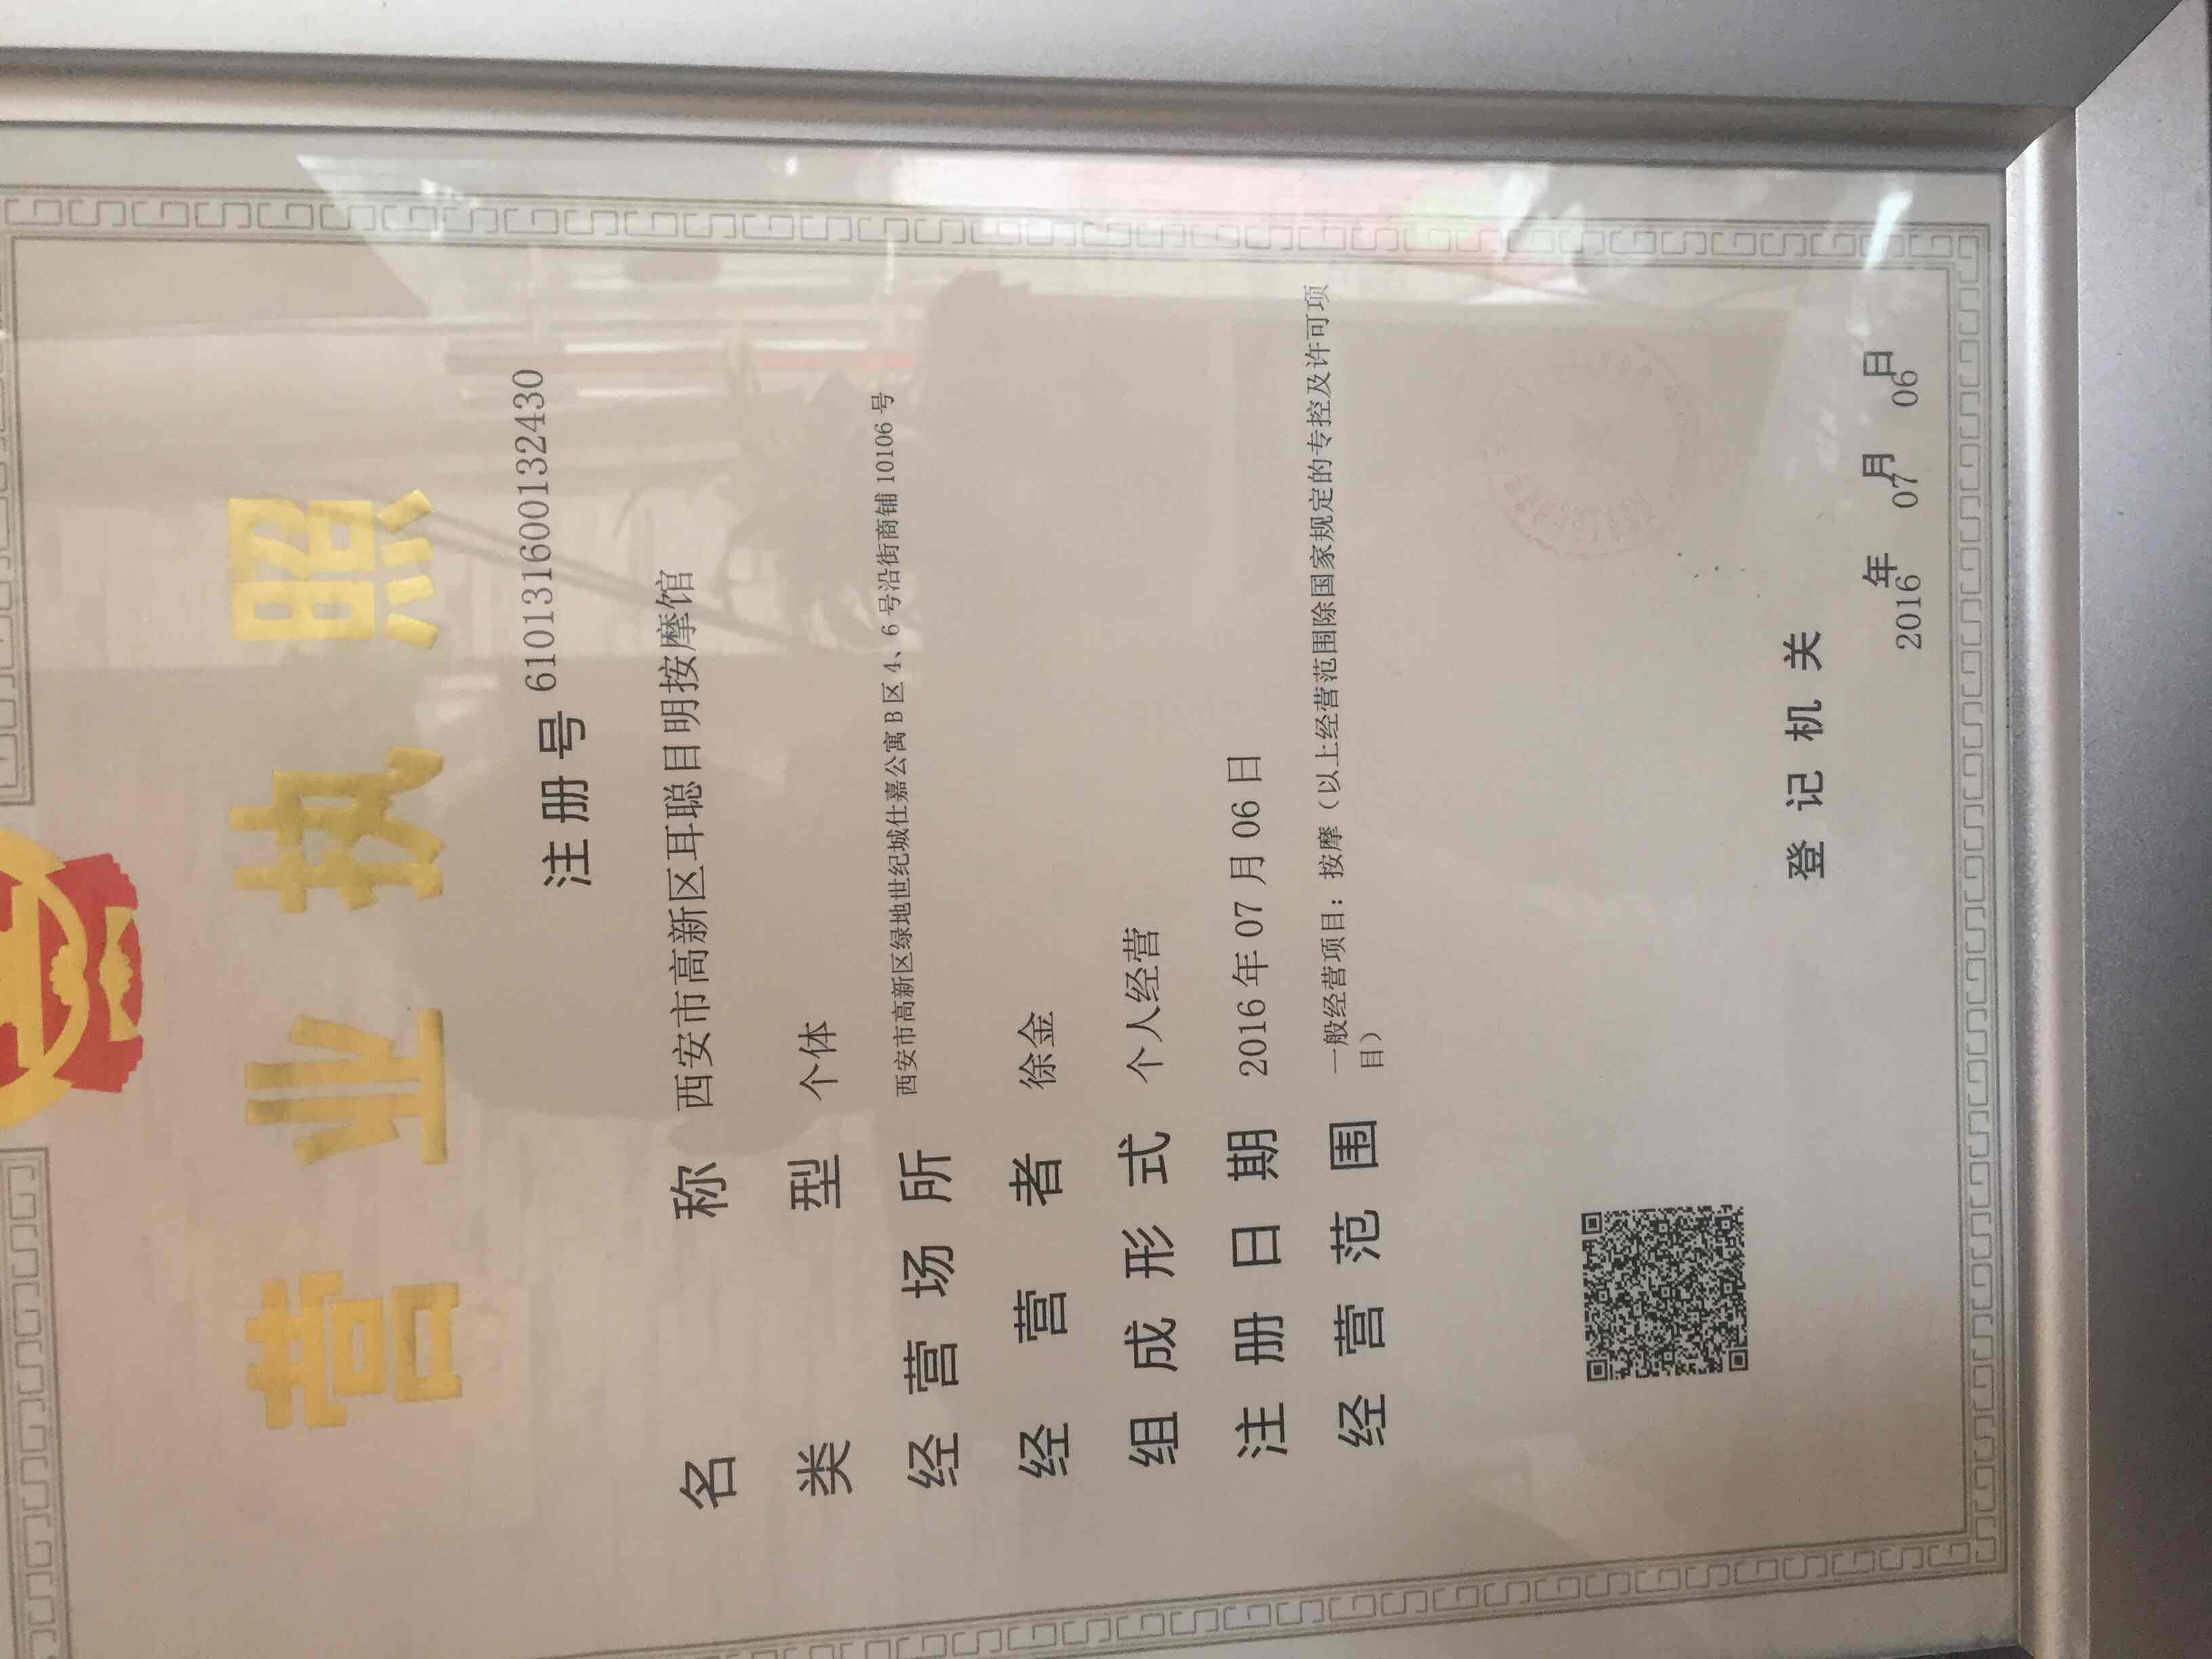 营业执照
注册号 610131600132430
名称 西安市高新区耳聪目明按摩馆
类型 个体
经营场所 西安市高新区绿地世纪城仕嘉公寓B区4、6号沿街商铺10106号
经营者 徐金
组成形式 个人经营
注册日期 2016年07月06日
经营范围 一般经营项目：按摩（以上经营范围除国家规定的专控及许可项
目）
登记机关
2016年07月06日